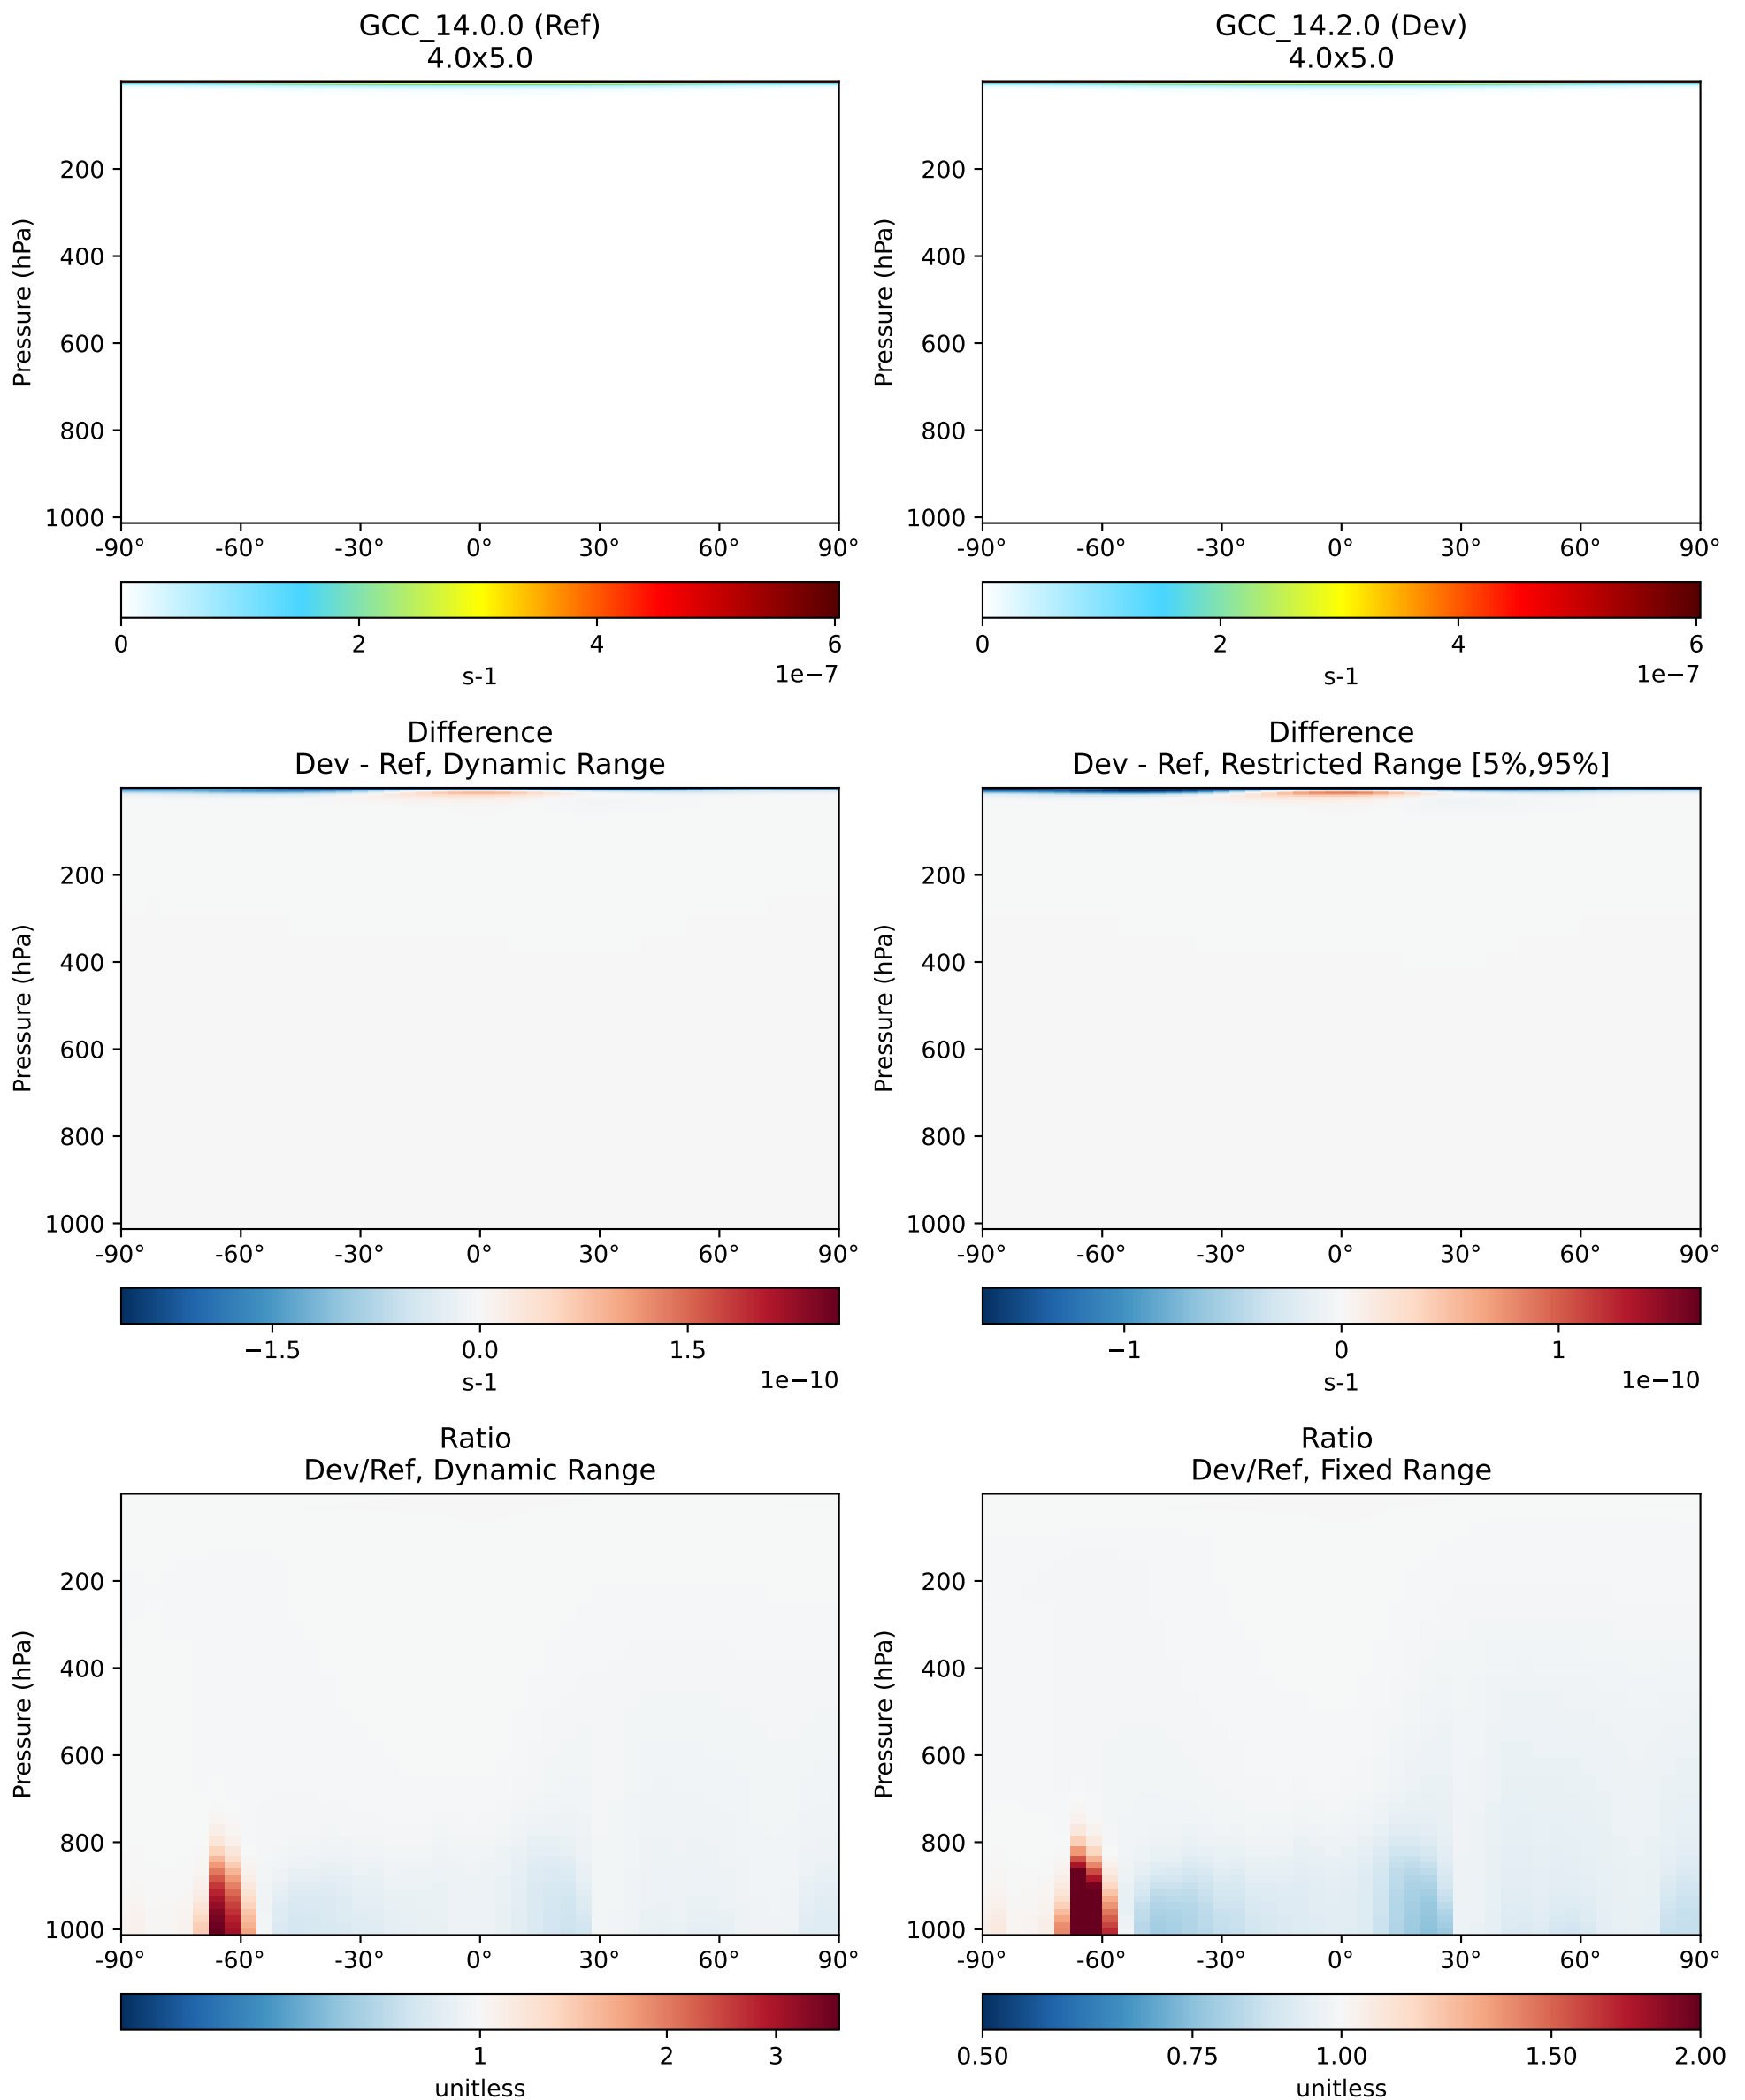 GCC_14.0.0 (Ref)
4.0x5.0
Pressure (hPa)
200
400
600
800
1000
-90° -60° -30° 0° 30° 60° 90°
0 2 4 6
s-1
1e−7
GCC_14.2.0 (Dev)
4.0x5.0
Pressure (hPa)
200
400
600
800
1000
-90° -60° -30° 0° 30° 60° 90°
0 2 4 6
s-1
1e−7
Difference
Dev - Ref, Dynamic Range
Pressure (hPa)
200
400
600
800
1000
-90° -60° -30° 0° 30° 60° 90°
−1.5 0.0 1.5
s-1
1e−10
Difference
Dev - Ref, Restricted Range [5%,95%]
Pressure (hPa)
200
400
600
800
1000
-90° -60° -30° 0° 30° 60° 90°
−1 0 1
s-1
1e−10
Ratio
Dev/Ref, Dynamic Range
Pressure (hPa)
200
400
600
800
1000
-90° -60° -30° 0° 30° 60° 90°
1 2 3
unitless
Ratio
Dev/Ref, Fixed Range
Pressure (hPa)
200
400
600
800
1000
-90° -60° -30° 0° 30° 60° 90°
0.50 0.75 1.00 1.50 2.00
unitless